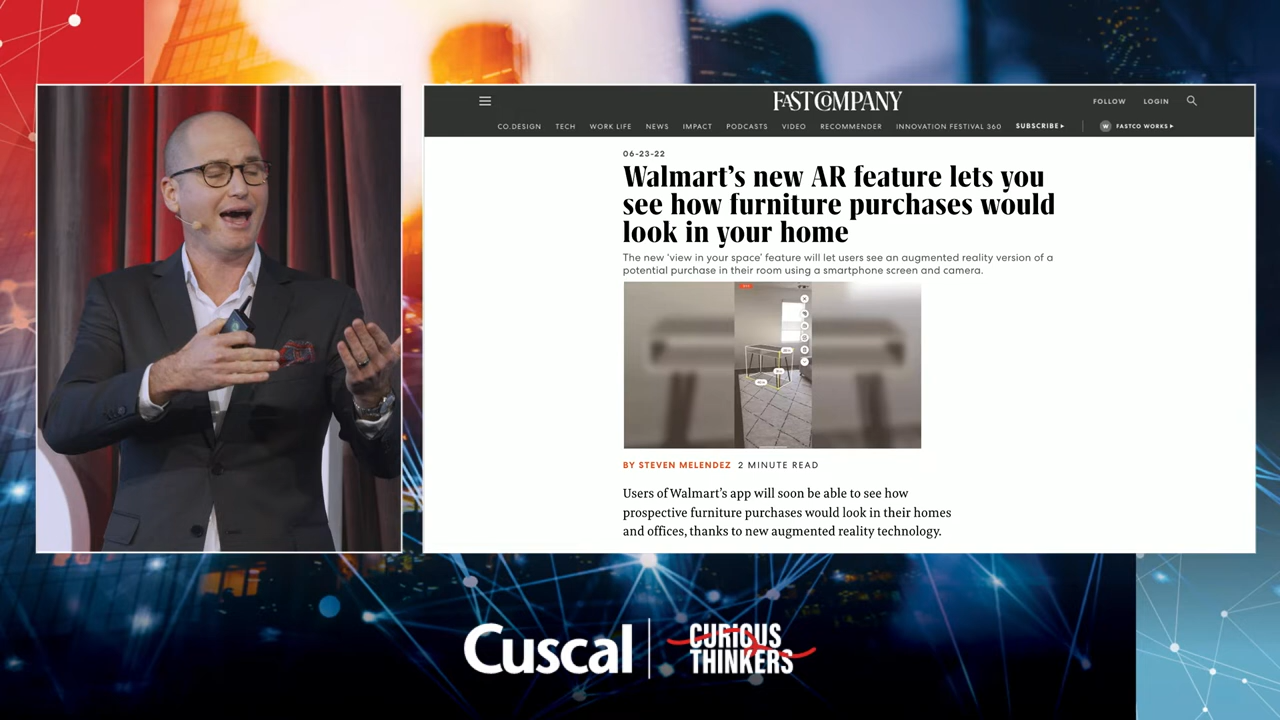 FAST COMPANY
FOLLOW LOGIN
CO.DESIGN TECH WORK LIFE NEWS IMPACT PODCASTS VIDEO RECOMMENDER INNOVATION FESTIVAL 360 SUBSCRIBE FASTCO WORKS
06-23-22
Walmart’s new AR feature lets you
see how furniture purchases would
look in your home
The new ‘view in your space’ feature will let users see an augmented reality version of a
potential purchase in their room using a smartphone screen and camera.
BY STEVEN MELENDEZ 2 MINUTE READ
Users of Walmart’s app will soon be able to see how
prospective furniture purchases would look in their homes
and offices, thanks to new augmented reality technology.
Cuscal
CURIOUS
THINKERS